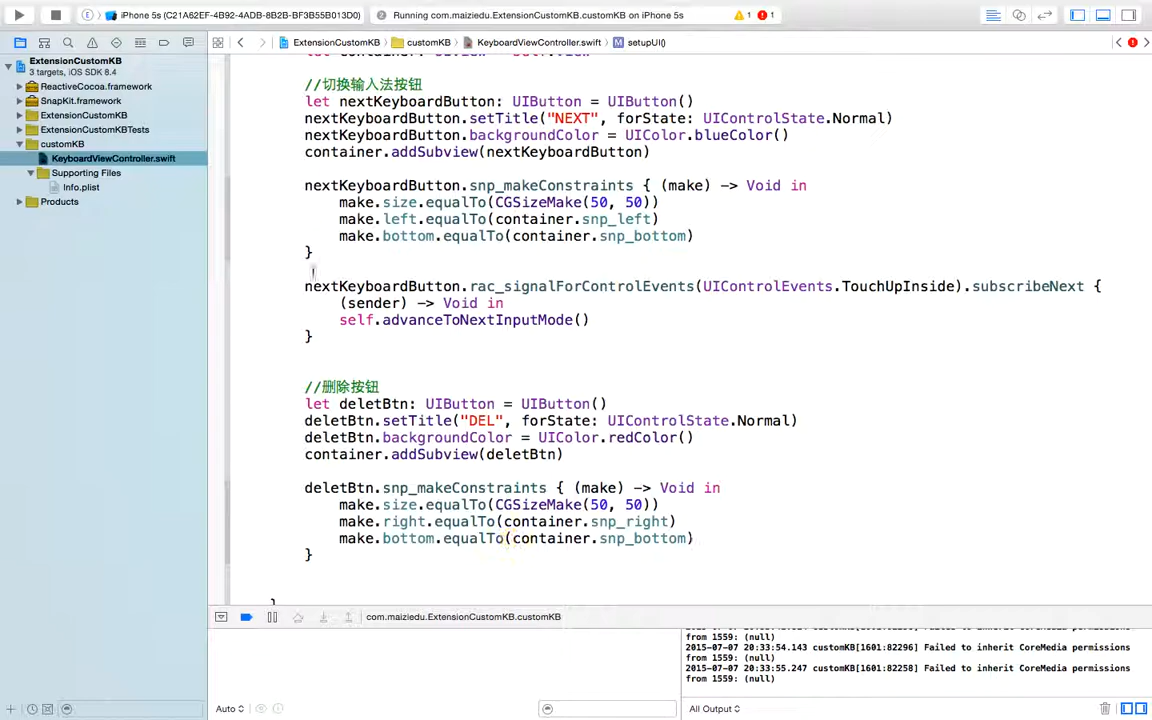 iPhone 5s (C21A62EF-4B92-4ADB-8B2B-BF3B55B013D0)
Running com.maiziedu.ExtensionCustomKB.customKB on iPhone 5s
1
1
ExtensionCustomKB
customKB
KeyboardViewController.swift
setupUI()
ExtensionCustomKB
3 targets, iOS SDK 8.4
ReactiveCocoa.framework
SnapKit.framework
ExtensionCustomKB
ExtensionCustomKBTests
customKB
KeyboardViewController.swift
Supporting Files
Info.plist
Products
//切换输入法按钮
let nextKeyboardButton: UIButton = UIButton()
nextKeyboardButton.setTitle("NEXT", forState: UIControlState.Normal)
nextKeyboardButton.backgroundColor = UIColor.blueColor()
container.addSubview(nextKeyboardButton)
nextKeyboardButton.snp_makeConstraints { (make) -> Void in
make.size.equalTo(CGSizeMake(50, 50))
make.left.equalTo(container.snp_left)
make.bottom.equalTo(container.snp_bottom)
}
nextKeyboardButton.rac_signalForControlEvents(UIControlEvents.TouchUpInside).subscribeNext {
(sender) -> Void in
self.advanceToNextInputMode()
}
//删除按钮
let deletBtn: UIButton = UIButton()
deletBtn.setTitle("DEL", forState: UIControlState.Normal)
deletBtn.backgroundColor = UIColor.redColor()
container.addSubview(deletBtn)
deletBtn.snp_makeConstraints { (make) -> Void in
make.size.equalTo(CGSizeMake(50, 50))
make.right.equalTo(container.snp_right)
make.bottom.equalTo(container.snp_bottom)
}
com.maiziedu.ExtensionCustomKB.customKB
from 1559: (null)
2015-07-07 20:33:54.143 customKB[1601:82296] Failed to inherit CoreMedia permissions
from 1559: (null)
2015-07-07 20:33:55.247 customKB[1601:82258] Failed to inherit CoreMedia permissions
from 1559: (null)
Auto
All Output